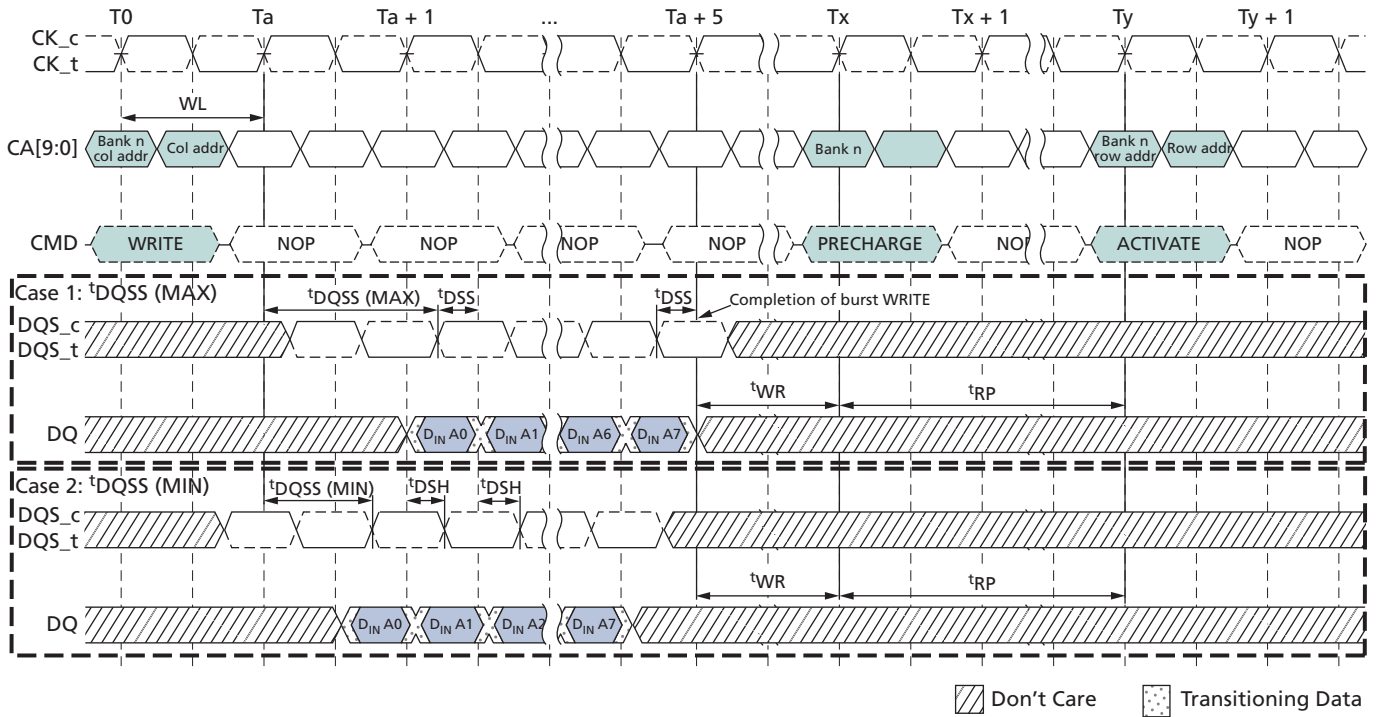 T0 Ta Ta + 1 ... Ta + 5 Tx Tx + 1 Ty Ty + 1
CK_c
CK_t
WL
CA[9:0] Bank n col addr Col addr Bank n Bank n row addr Row addr
CMD WRITE NOP NOP NOP NOP PRECHARGE NOP ACTIVATE NOP
Case 1: tDQSS (MAX)
tDQSS (MAX) tDSS tDSS Completion of burst WRITE
DQS_c
DQS_t
tWR tRP
DQ DIN A0 DIN A1 DIN A6 DIN A7
Case 2: tDQSS (MIN)
tDQSS (MIN) tDSH tDSH
DQS_c
DQS_t
tWR tRP
DQ DIN A0 DIN A1 DIN A2 DIN A7
Don't Care Transitioning Data